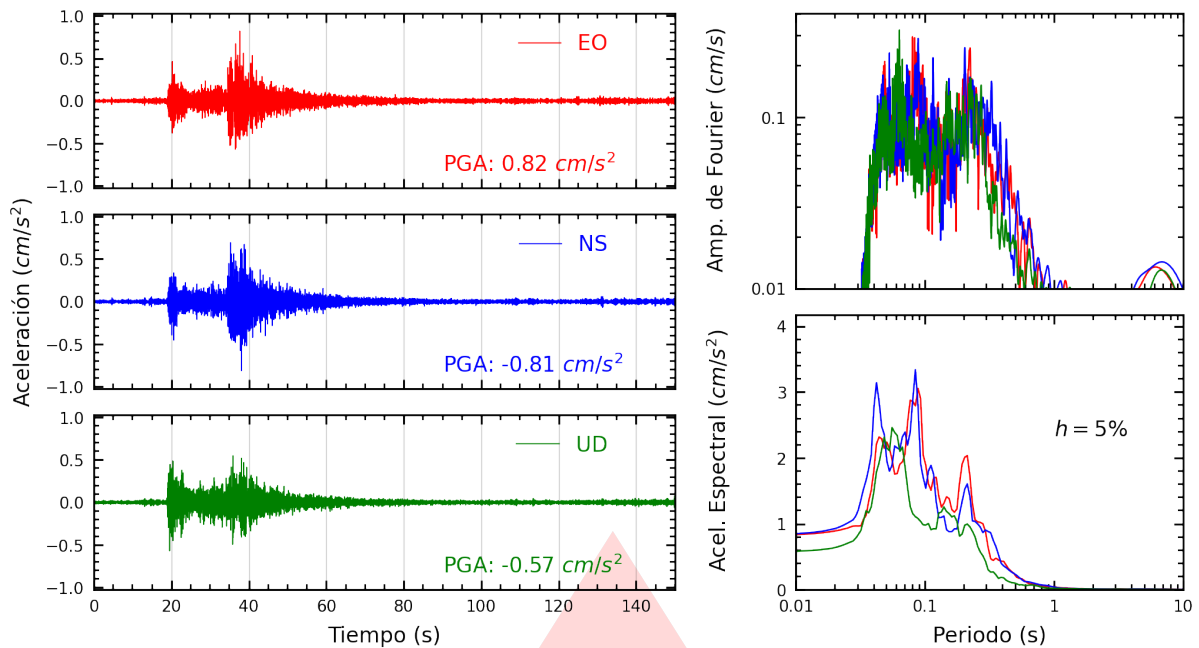 Aceleración (cm/s²)
1.0
0.5
0.0
−0.5
−1.0
EO
PGA: 0.82 cm/s²
1.0
0.5
0.0
−0.5
−1.0
NS
PGA: -0.81 cm/s²
1.0
0.5
0.0
−0.5
−1.0
UD
PGA: -0.57 cm/s²
0 20 40 60 80 100 120 140
Tiempo (s)
Amp. de Fourier (cm/s)
0.1
0.01
Acel. Espectral (cm/s²)
4
3
2
1
0
h = 5%
0.01 0.1 1 10
Periodo (s)